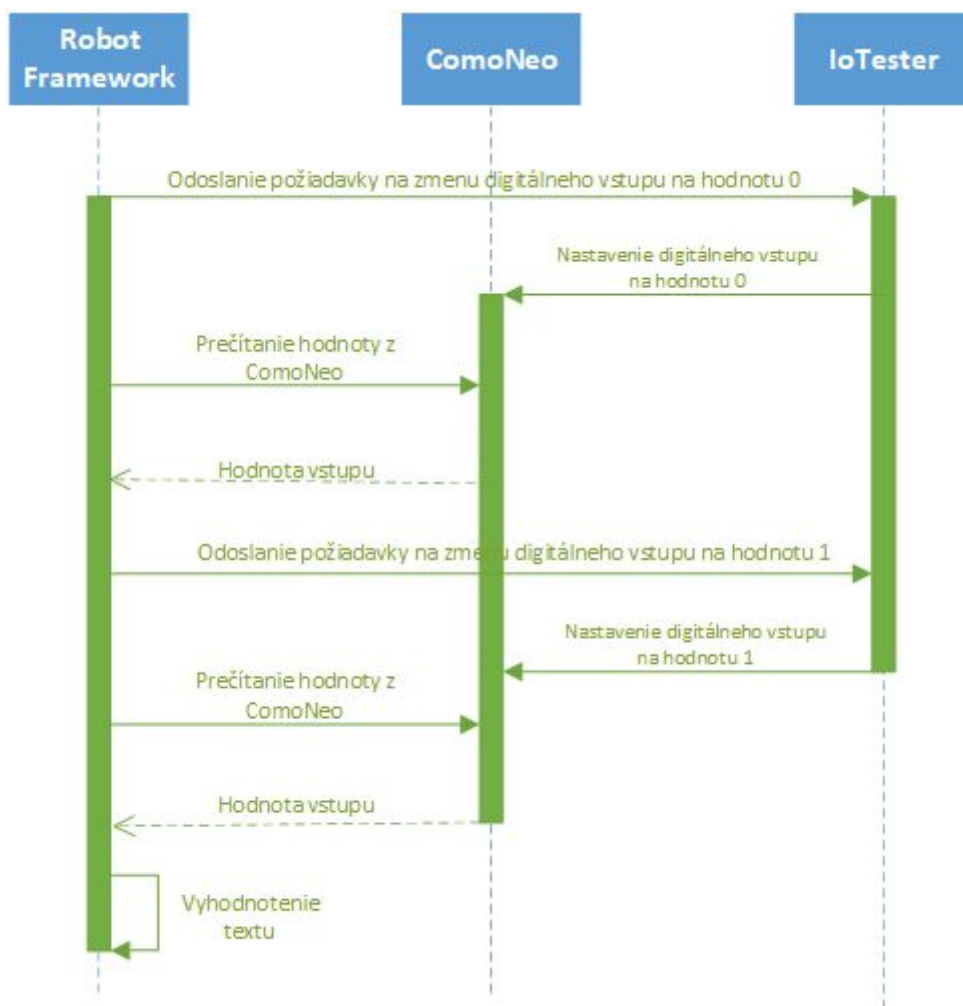 Robot
Framework
ComoNeo
IoTester
Odoslanie požiadavky na zmenu digitálneho vstupu na hodnotu 0
Nastavenie digitálneho vstupu
na hodnotu 0
Prečítanie hodnoty z
ComoNeo
Hodnota vstupu
Odoslanie požiadavky na zmenu digitálneho vstupu na hodnotu 1
Nastavenie digitálneho vstupu
na hodnotu 1
Prečítanie hodnoty z
ComoNeo
Hodnota vstupu
Vyhodnotenie
textu